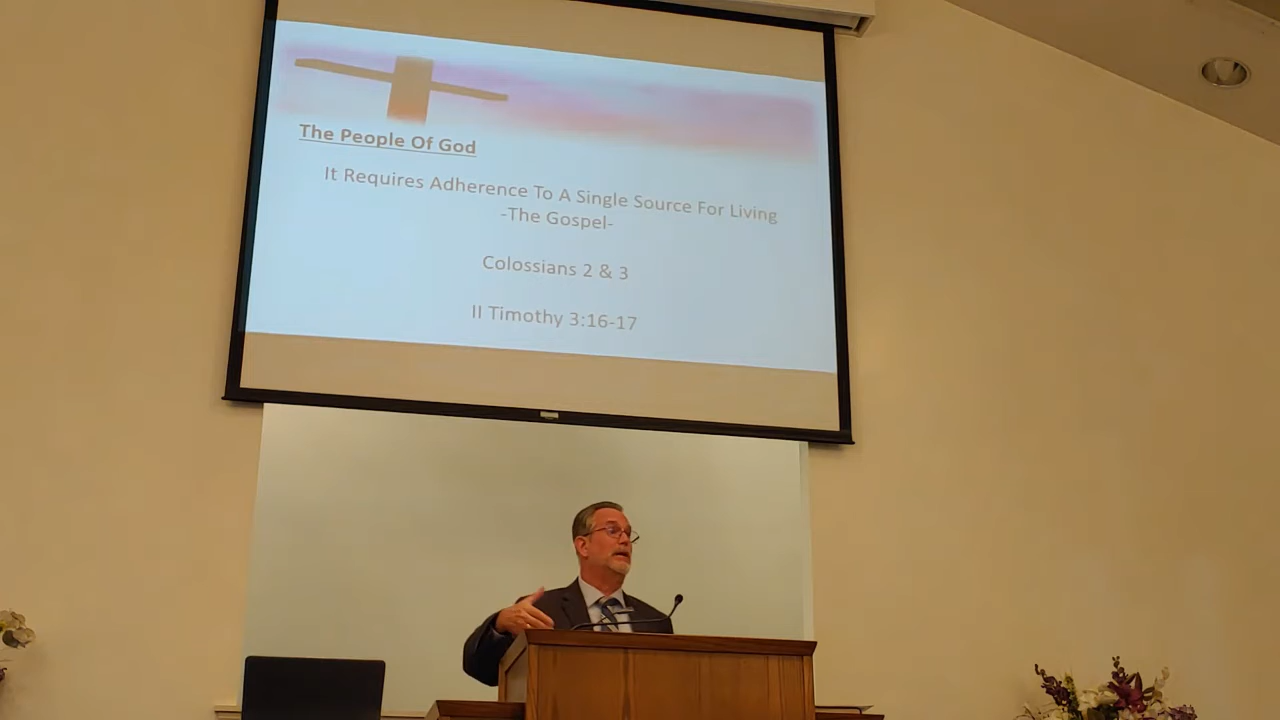 The People Of God
It Requires Adherence To A Single Source For Living
-The Gospel-
Colossians 2 & 3
II Timothy 3:16-17